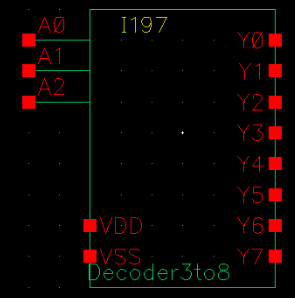 A0 I197 Y0
A1 Y1
A2 Y2
Y3
Y4
Y5
VDD Y6
VSS Y7
Decoder3to8